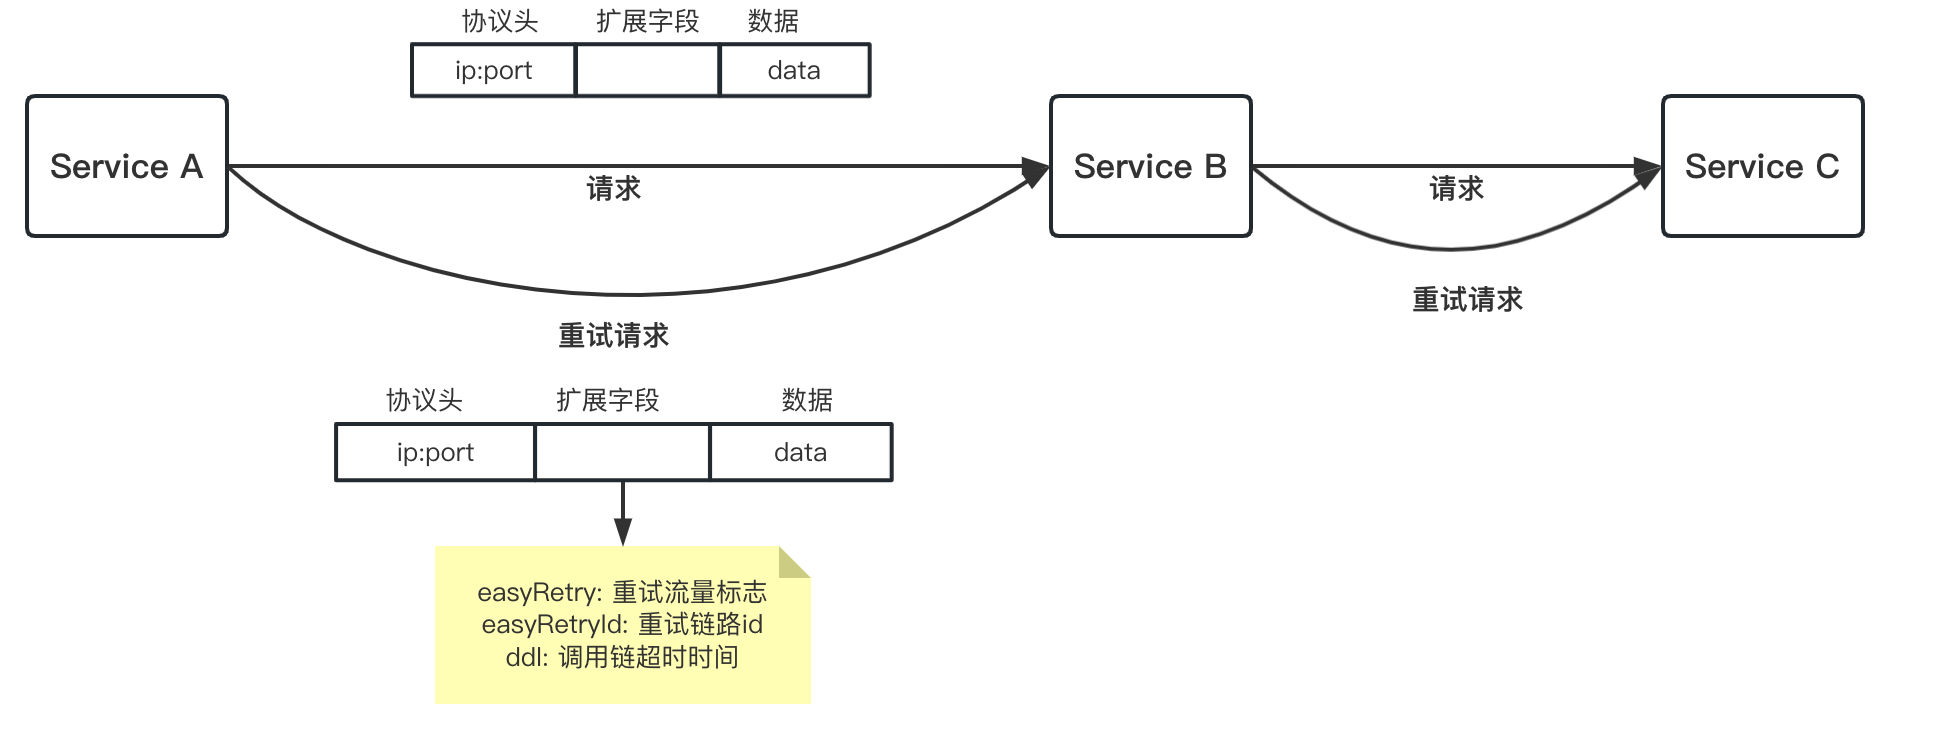 协议头 扩展字段 数据
ip:port data
Service A
请求
重试请求
Service B
请求
重试请求
Service C
协议头 扩展字段 数据
ip:port data
easyRetry: 重试流量标志
easyRetryId: 重试链路id
ddl: 调用链超时时间